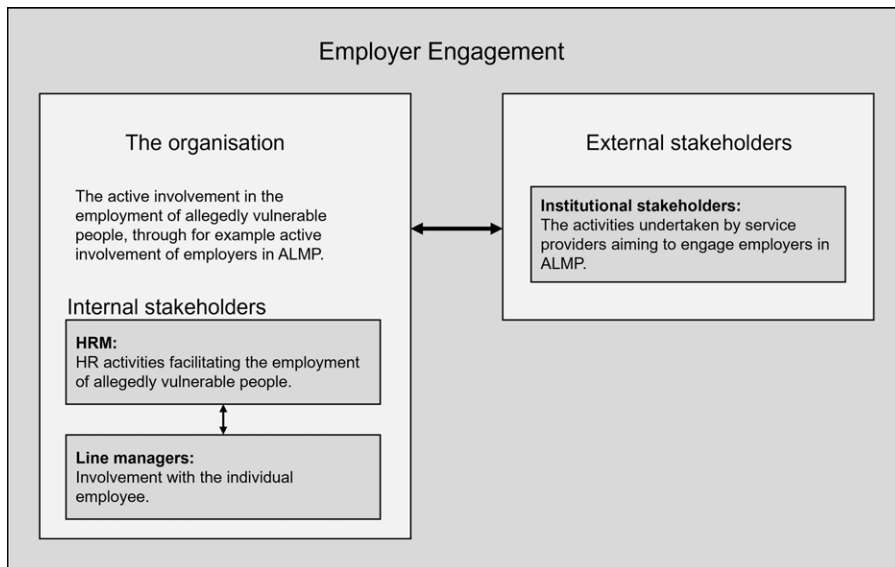 Employer Engagement
The organisation
The active involvement in the
employment of allegedly vulnerable
people, through for example active
involvement of employers in ALMP.
Internal stakeholders
HRM:
HR activities facilitating the employment
of allegedly vulnerable people.
Line managers:
Involvement with the individual
employee.
External stakeholders
Institutional stakeholders:
The activities undertaken by service
providers aiming to engage employers in
ALMP.